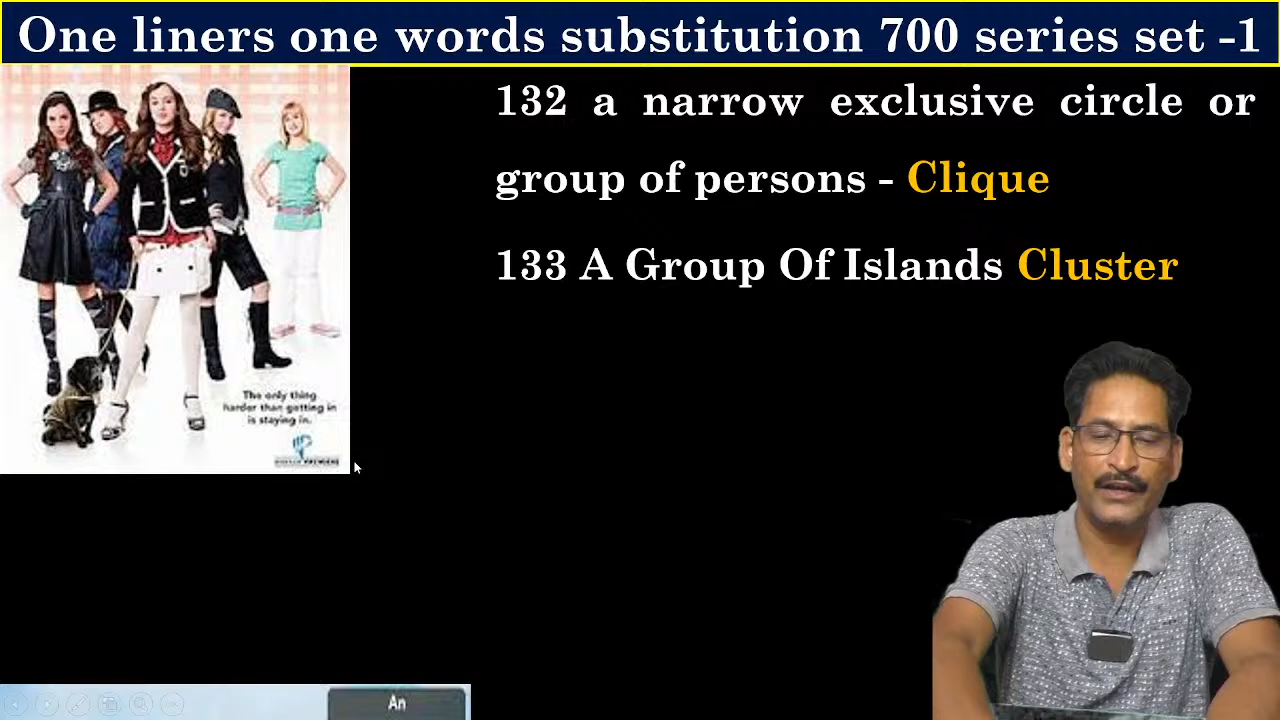 One liners one words substitution 700 series set -1
132 a narrow exclusive circle or
group of persons - Clique
133 A Group Of Islands Cluster
The only thing
harder than getting in
is staying in.
An